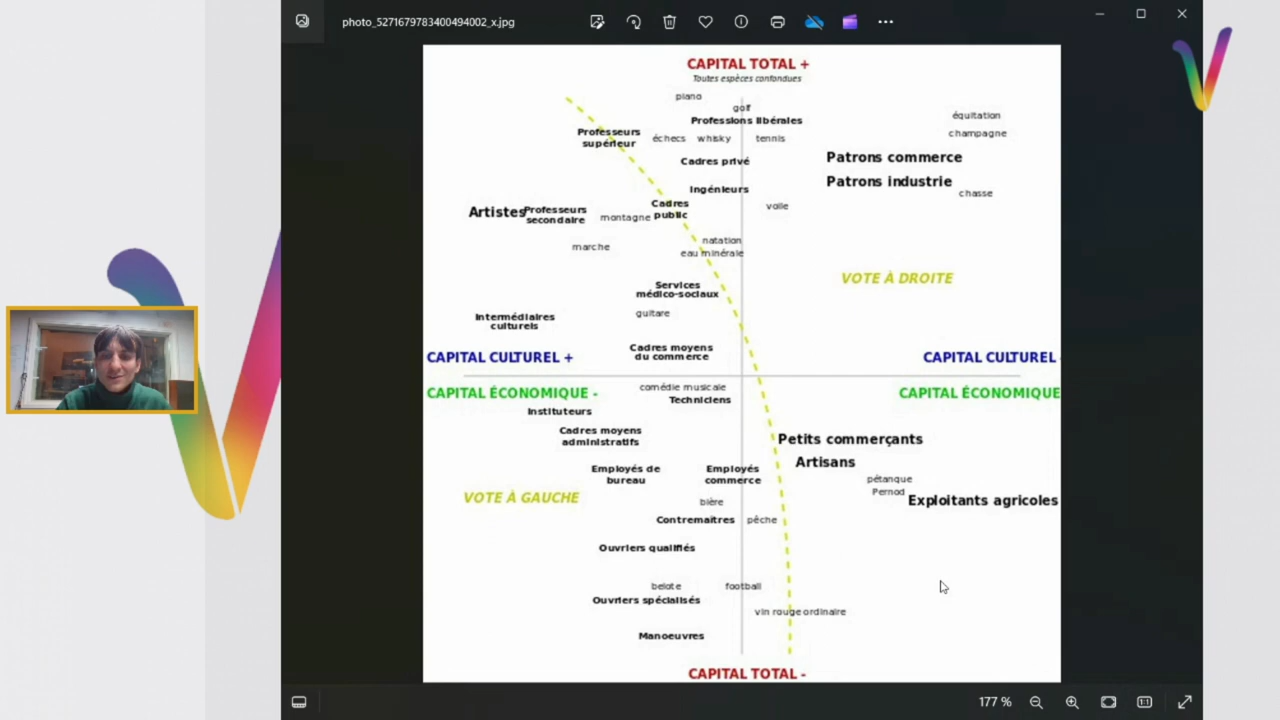 photo_5271679783400494002_x.jpg
CAPITAL TOTAL +
Toutes espèces confondues
piano
golf
Professions libérales
équitation
Professeurs
supérieur
échecs
whisky
tennis
champagne
Patrons commerce
Cadres privé
Patrons industrie
Ingénieurs
chasse
Cadres
public
voile
Artistes
Professeurs
secondaire
montagne
marche
natation
eau minérale
VOTE À DROITE
Services
médico-sociaux
guitare
Intermédiaires
culturels
Cadres moyens
du commerce
CAPITAL CULTUREL +
CAPITAL CULTUREL
CAPITAL ÉCONOMIQUE -
CAPITAL ÉCONOMIQUE
comédie musicale
Techniciens
Instituteurs
Cadres moyens
administratifs
Petits commerçants
Artisans
Employés de
bureau
Employés
commerce
pétanque
Pernod
Exploitants agricoles
VOTE À GAUCHE
bière
Contremaîtres
pêche
Ouvriers qualifiés
belote
football
Ouvriers spécialisés
vin rouge ordinaire
Manoeuvres
CAPITAL TOTAL -
177 %
1:1